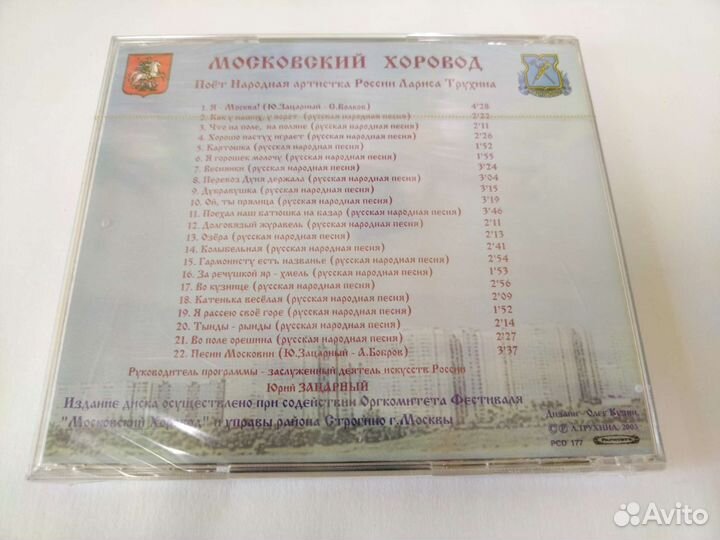 Московский хоровод
Поёт Народная артистка России Лариса Трухина
1. Я - Москва! (Ю.Зацарный - С.Волков) 4'28
2. Как у наших, у ворот (русская народная песня) 2'22
3. Что на поле, на поляне (русская народная песня) 2'11
4. Хорошо пастух играет (русская народная песня) 2'26
5. Картошка (русская народная песня) 1'52
6. Я горошек молочу (русская народная песня) 1'55
7. Веснянки (русская народная песня) 3'24
8. Перевоз Дуня держала (русская народная песня) 3'04
9. Дубравушка (русская народная песня) 3'15
10. Ой, ты прялица (русская народная песня) 3'19
11. Поехал наш батюшка на базар (русская народная песня) 3'46
12. Долговязый журавель (русская народная песня) 2'11
13. Озёра (русская народная песня) 2'13
14. Колыбельная (русская народная песня) 2'41
15. Гармонисту есть названье (русская народная песня) 2'54
16. За речушкой яр - хмель (русская народная песня) 1'53
17. Во кузнице (русская народная песня) 2'56
18. Катенька весёлая (русская народная песня) 2'09
19. Я рассею своё горе (русская народная песня) 1'52
20. Тынды - рынды (русская народная песня) 2'14
21. Во поле орешина (русская народная песня) 2'27
22. Песни Московии (Ю.Зацарный - А.Бобров) 3'37
Руководитель программы - заслуженный деятель искусств России
Юрий ЗАЦАРНЫЙ
Издание диска осуществлено при содействии Оргкомитета Фестиваля
"Московский Хоровод" и управы района Строгино г.Москвы
Дизайн - Олег Кузин,
©℗ Л.ТРУХИНА, 2003
PCD 177
Avito